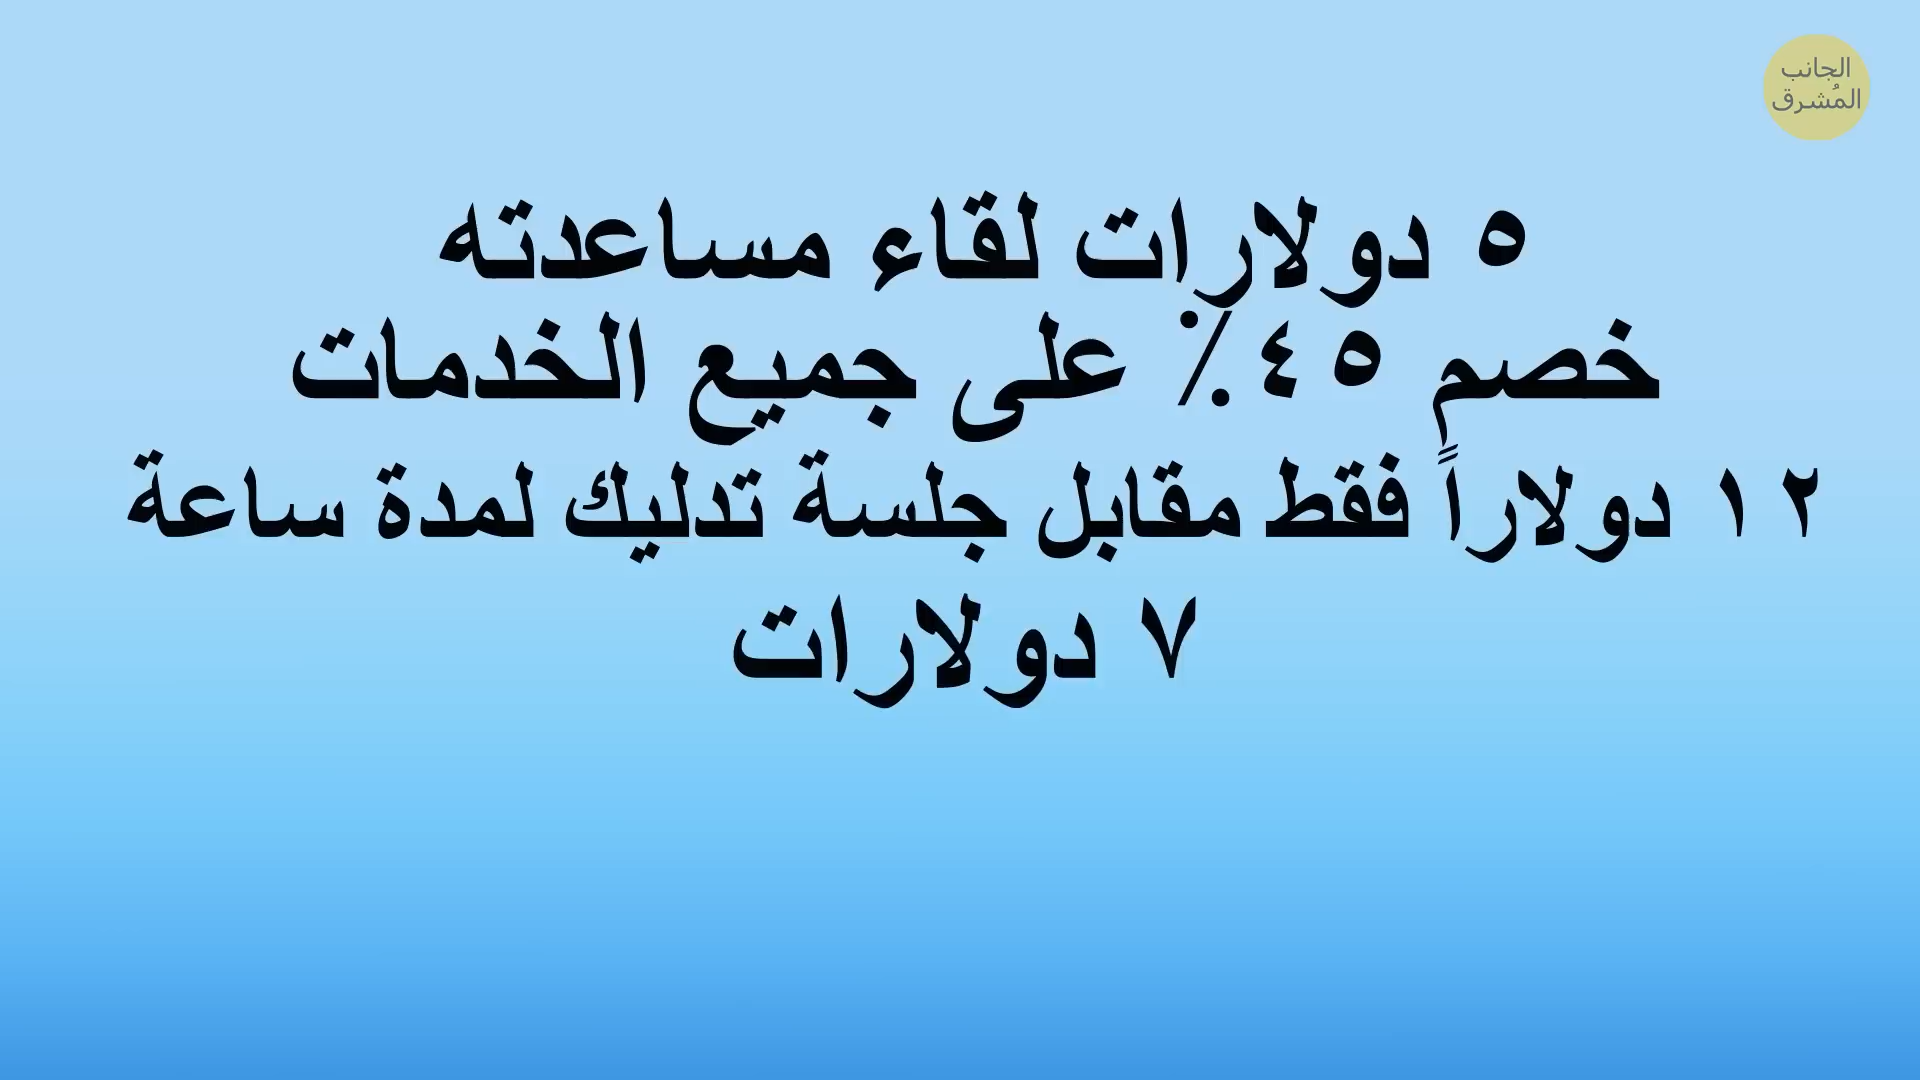 الجانب
المُشرق
٥ دولارات لقاء مساعدته
خصم ٤٥٪ على جميع الخدمات
١٢ دولاراً فقط مقابل جلسة تدليك لمدة ساعة
٧ دولارات